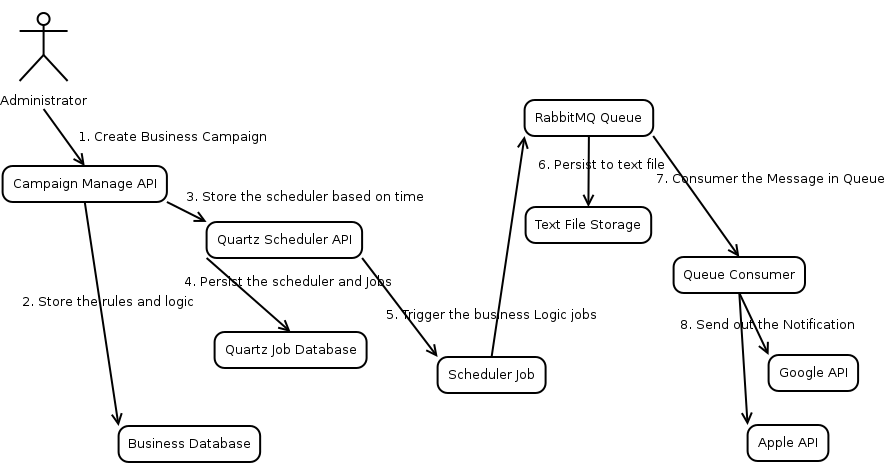 Administrator
1. Create Business Campaign
Campaign Manage API
3. Store the scheduler based on time
Quartz Scheduler API
4. Persist the scheduler and Jobs
2. Store the rules and logic
Quartz Job Database
Business Database
5. Trigger the business Logic jobs
Scheduler Job
RabbitMQ Queue
6. Persist to text file
7. Consumer the Message in Queue
Text File Storage
Queue Consumer
8. Send out the Notification
Google API
Apple API